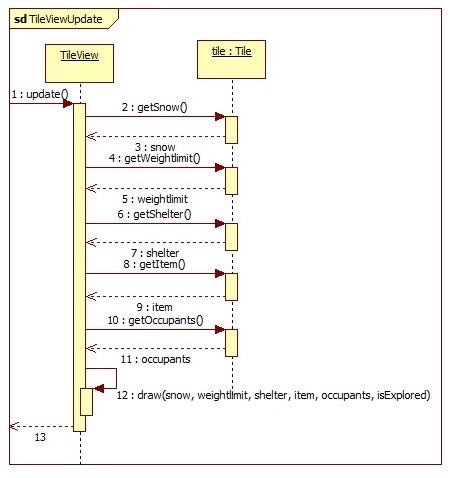 sd TileViewUpdate
TileView
tile : Tile
1 : update()
2 : getSnow()
3 : snow
4 : getWeightlimit()
5 : weightlimit
6 : getShelter()
7 : shelter
8 : getItem()
9 : item
10 : getOccupants()
11 : occupants
12 : draw(snow, weightlimit, shelter, item, occupants, isExplored)
13